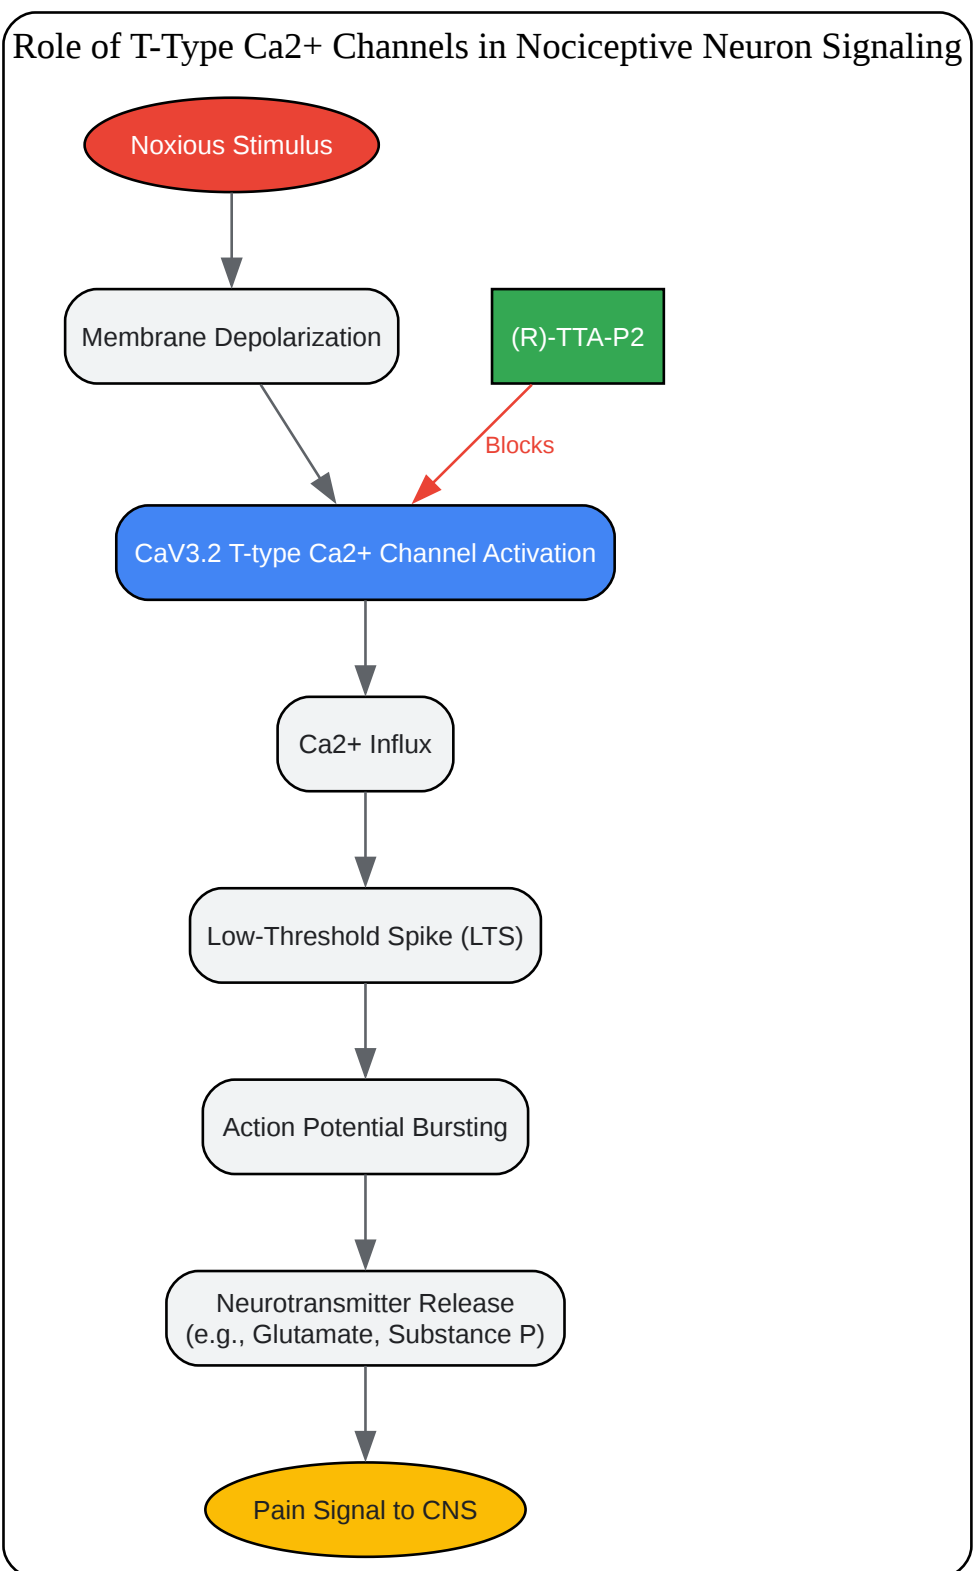 Role of T-Type Ca2+ Channels in Nociceptive Neuron Signaling
Noxious Stimulus
Membrane Depolarization
(R)-TTA-P2
Blocks
CaV3.2 T-type Ca2+ Channel Activation
Ca2+ Influx
Low-Threshold Spike (LTS)
Action Potential Bursting
Neurotransmitter Release
(e.g., Glutamate, Substance P)
Pain Signal to CNS